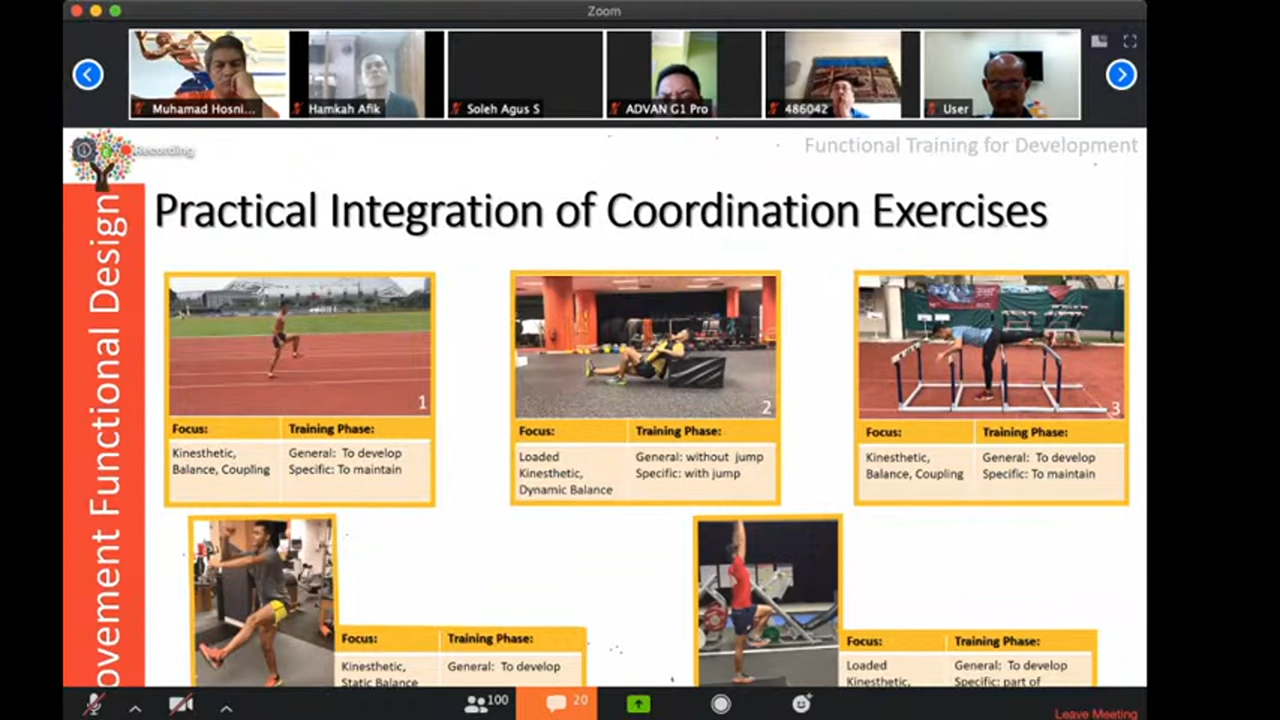 Zoom
Muhamad Hosni...
Hamkah Afik
Soleh Agus S
ADVAN G1 Pro
486042
User
Recording
Functional Training for Development
ovement Functional Design
Practical Integration of Coordination Exercises
1
Focus: Training Phase:
Kinesthetic, General: To develop
Balance, Coupling Specific: To maintain
2
Focus: Training Phase:
Loaded General: without jump
Kinesthetic, Specific: with jump
Dynamic Balance
3
Focus: Training Phase:
Kinesthetic, General: To develop
Balance, Coupling Specific: To maintain
Focus: Training Phase:
Kinesthetic, General: To develop
Static Balance
Focus: Training Phase:
Loaded General: To develop
Kinesthetic, Specific: part of
100
20
Leave Meeting